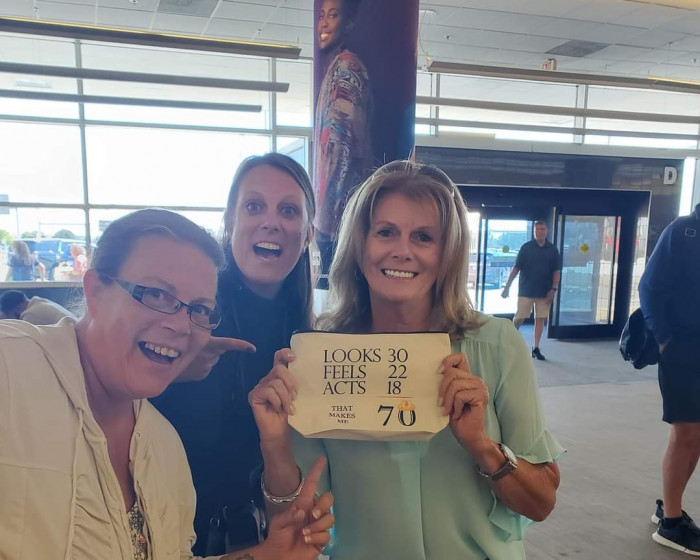 D
LOOKS 30
FEELS 22
ACTS 18
THAT
MAKES
ME
70